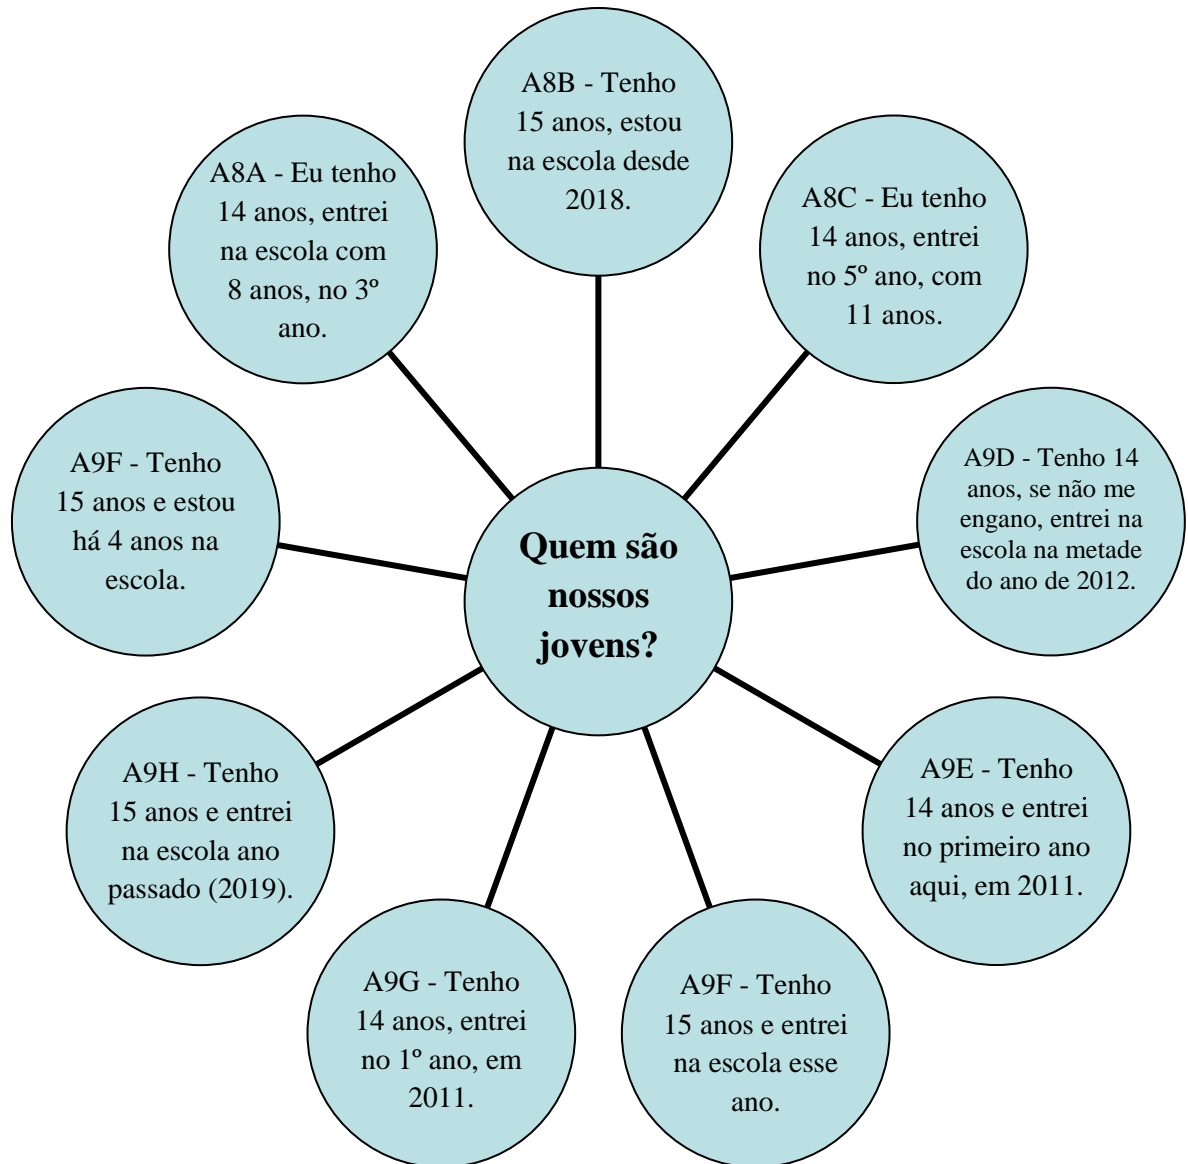 A8B - Tenho
15 anos, estou
na escola desde
2018.
A8C - Eu tenho
14 anos, entrei
no 5º ano, com
11 anos.
A9D - Tenho 14
anos, se não me
engano, entrei na
escola na metade
do ano de 2012.
A9E - Tenho
14 anos e entrei
no primeiro ano
aqui, em 2011.
A9F - Tenho
15 anos e entrei
na escola esse
ano.
A9G - Tenho
14 anos, entrei
no 1º ano, em
2011.
A9H - Tenho
15 anos e entrei
na escola ano
passado (2019).
A9F - Tenho
15 anos e estou
há 4 anos na
escola.
A8A - Eu tenho
14 anos, entrei
na escola com
8 anos, no 3º
ano.
Quem são
nossos
jovens?